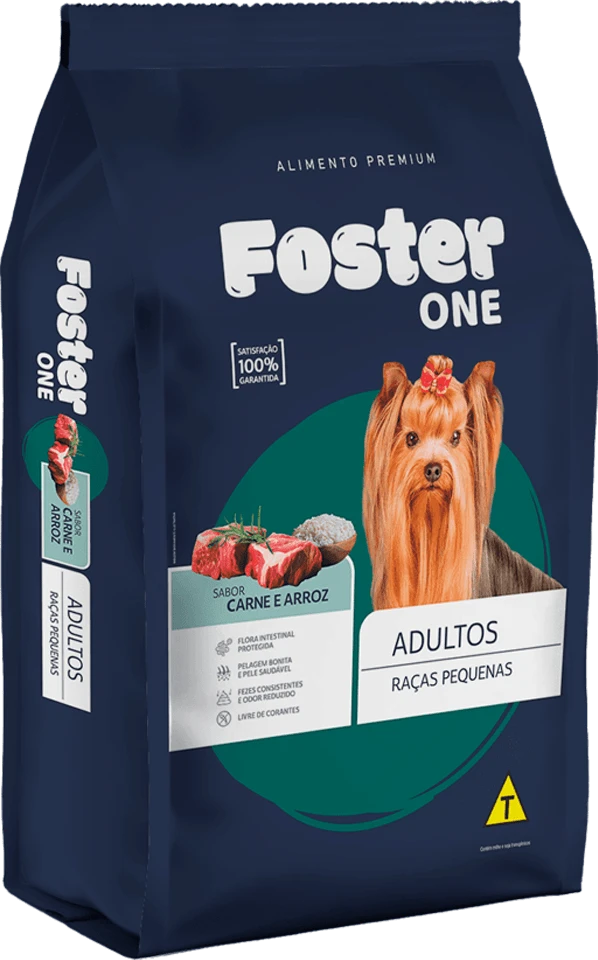 ALIMENTO PREMIUM
Foster
ONE
SATISFAÇÃO
100%
GARANTIDA
SABOR
CARNE E ARROZ
FLORA INTESTINAL
PROTEGIDA
PELAGEM BONITA
E PELE SAUDÁVEL
FEZES CONSISTENTES
E ODOR REDUZIDO
LIVRE DE CORANTES
ADULTOS
RAÇAS PEQUENAS
T
Foster
ONE
SABOR
CARNE E
ARROZ
ADULTOS
RAÇAS PEQUENAS